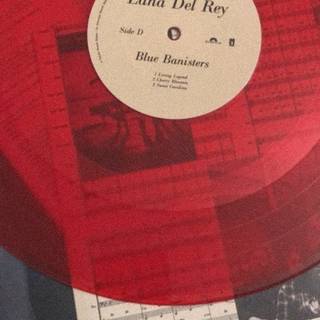 Lana Del Rey
Side D
Blue Banisters
1 Living Legend
2 Cherry Blossom
3 Sweet Carolina